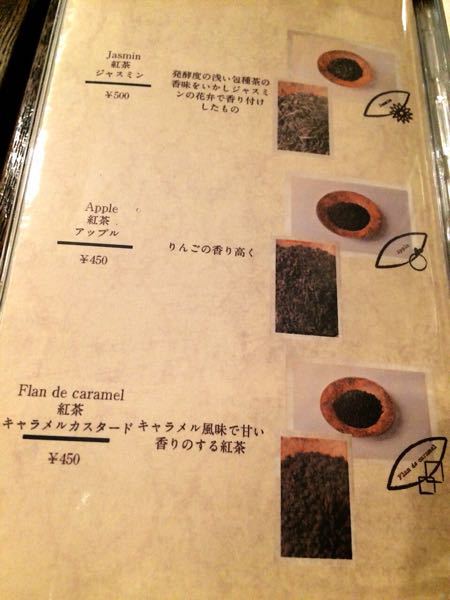 Jasmin
紅茶
ジャスミン
¥500
発酵度の浅い包種茶の
香味をいかしジャスミ
ンの花弁で香り付け
したもの
Apple
紅茶
アップル
¥450
りんごの香り高く
Apple
Flan de caramel
紅茶
キャラメルカスタード
¥450
キャラメル風味で甘い
香りのする紅茶
Flan de caramel